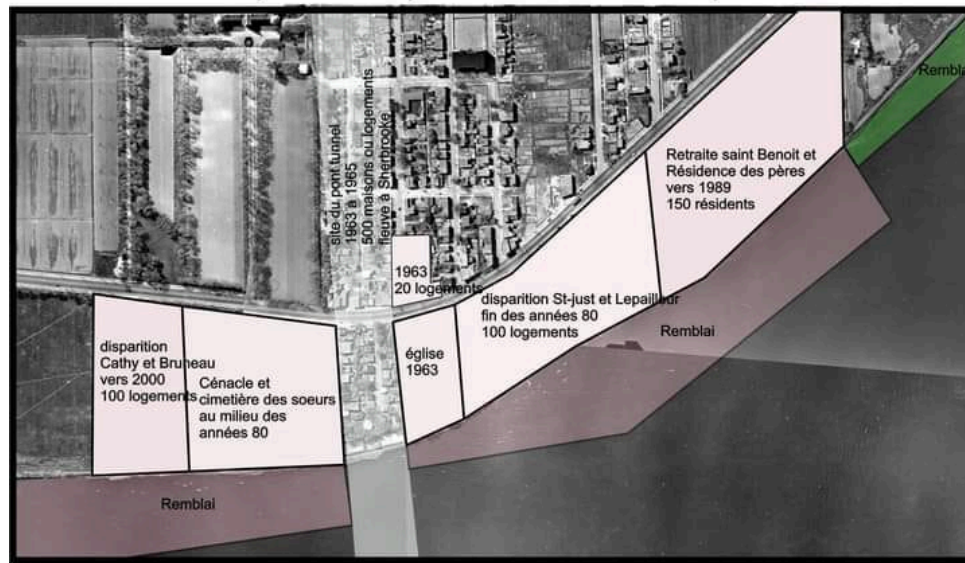 Rembla
site du pont tunnel
1963 à 1965
500 maisons ou logements
fleuve à Sherbrooke
Retraite saint Benoit et
Résidence des pères
vers 1989
150 résidents
1963
20 logements
disparition St-just et Lepailleur
fin des années 80
100 logements
Remblai
disparition
Cathy et Bruneau
vers 2000
100 logements
Cénacle et
cimetière des soeurs
au milieu des
années 80
église
1963
Remblai